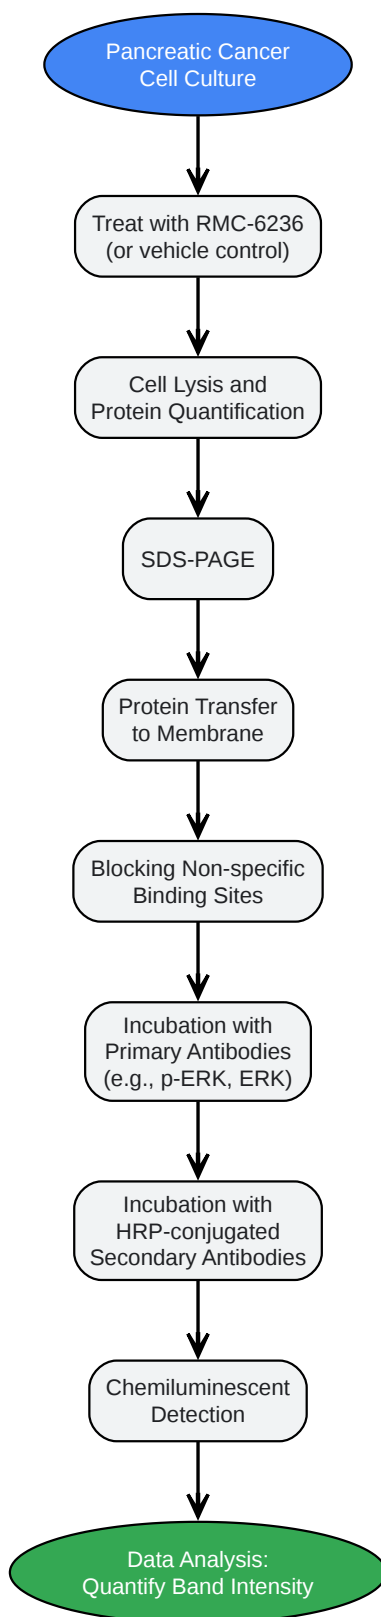 Pancreatic Cancer
Cell Culture
Treat with RMC-6236
(or vehicle control)
Cell Lysis and
Protein Quantification
SDS-PAGE
Protein Transfer
to Membrane
Blocking Non-specific
Binding Sites
Incubation with
Primary Antibodies
(e.g., p-ERK, ERK)
Incubation with
HRP-conjugated
Secondary Antibodies
Chemiluminescent
Detection
Data Analysis:
Quantify Band Intensity